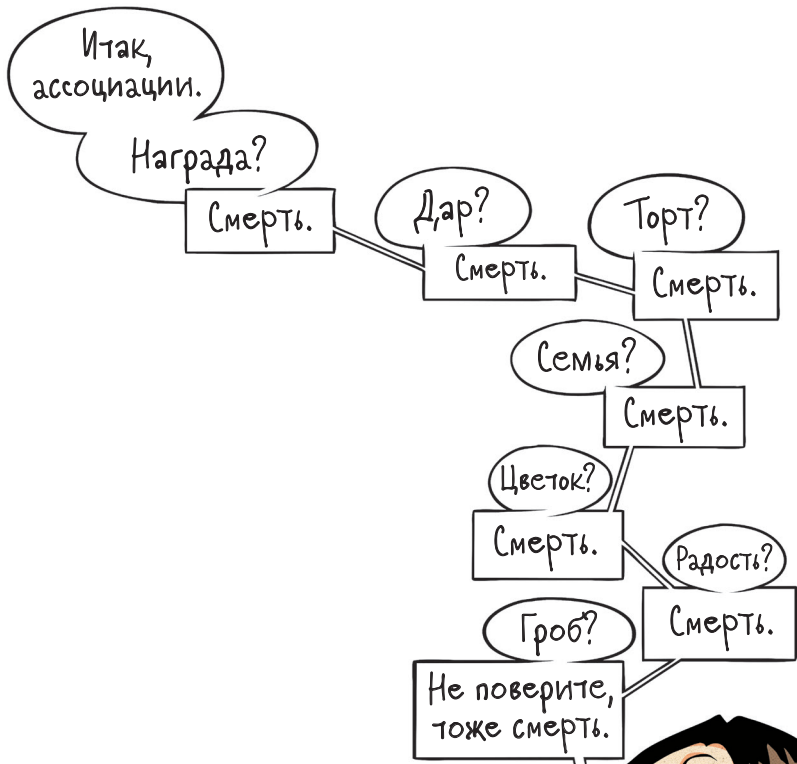 Итак,
ассоциации.
Награда?
Смерть.
Дар?
Смерть.
Торт?
Смерть.
Семья?
Смерть.
Цветок?
Смерть.
Радость?
Смерть.
Гроб?
Не поверите,
тоже смерть.